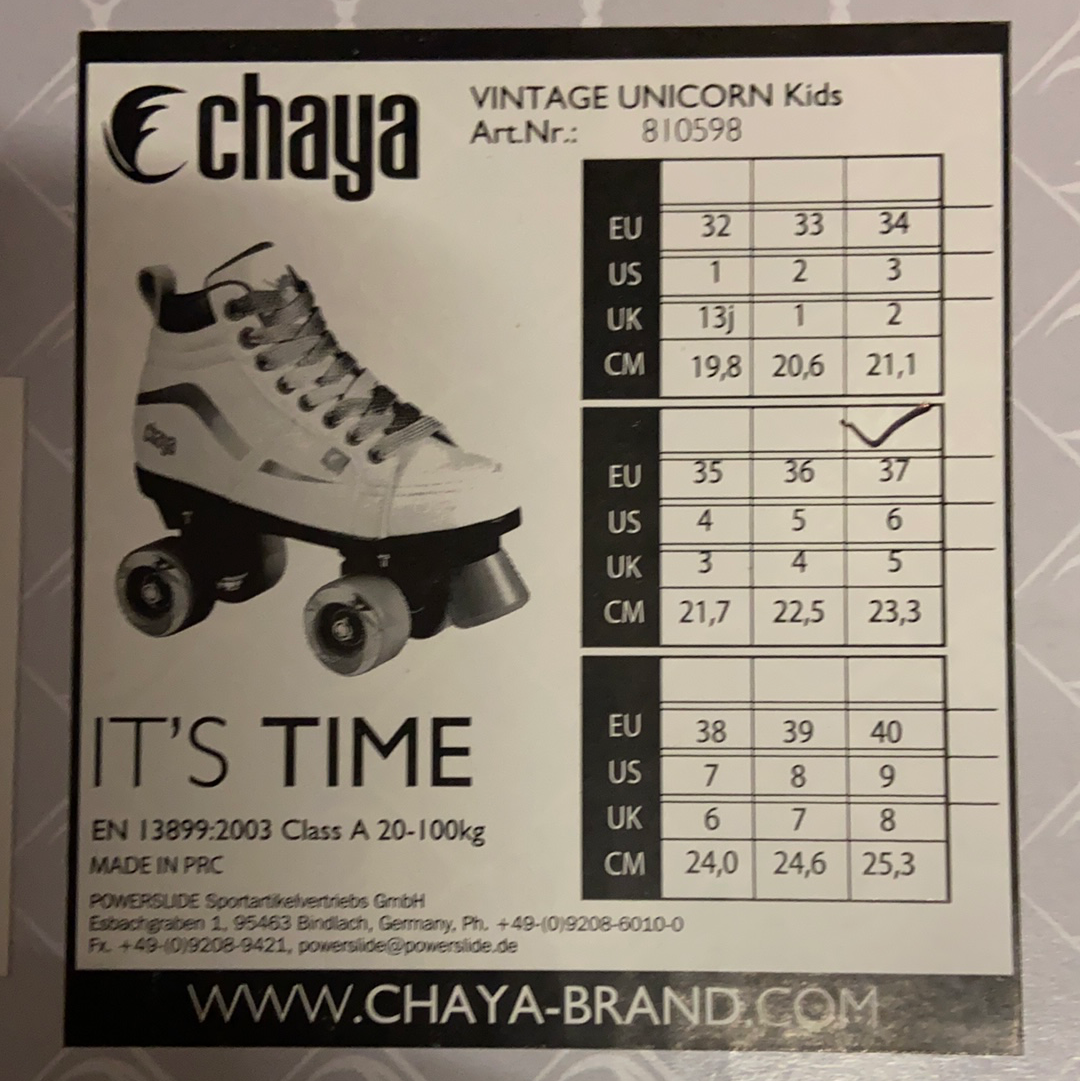 chaya
VINTAGE UNICORN Kids
Art.Nr.: 810598
EU 32 33 34
US 1 2 3
UK 13j 1 2
CM 19,8 20,6 21,1
EU 35 36 37
US 4 5 6
UK 3 4 5
CM 21,7 22,5 23,3
EU 38 39 40
US 7 8 9
UK 6 7 8
CM 24,0 24,6 25,3
chaya
IT'S TIME
EN 13899:2003 Class A 20-100kg
MADE IN PRC
POWERSLIDE Sportartikelvertriebs GmbH
Esbachgraben 1, 95463 Bindlach, Germany, Ph. +49-(0)9208-6010-0
Fx. +49-(0)9208-9421, powerslide@powerslide.de
WWW.CHAYA-BRAND.COM